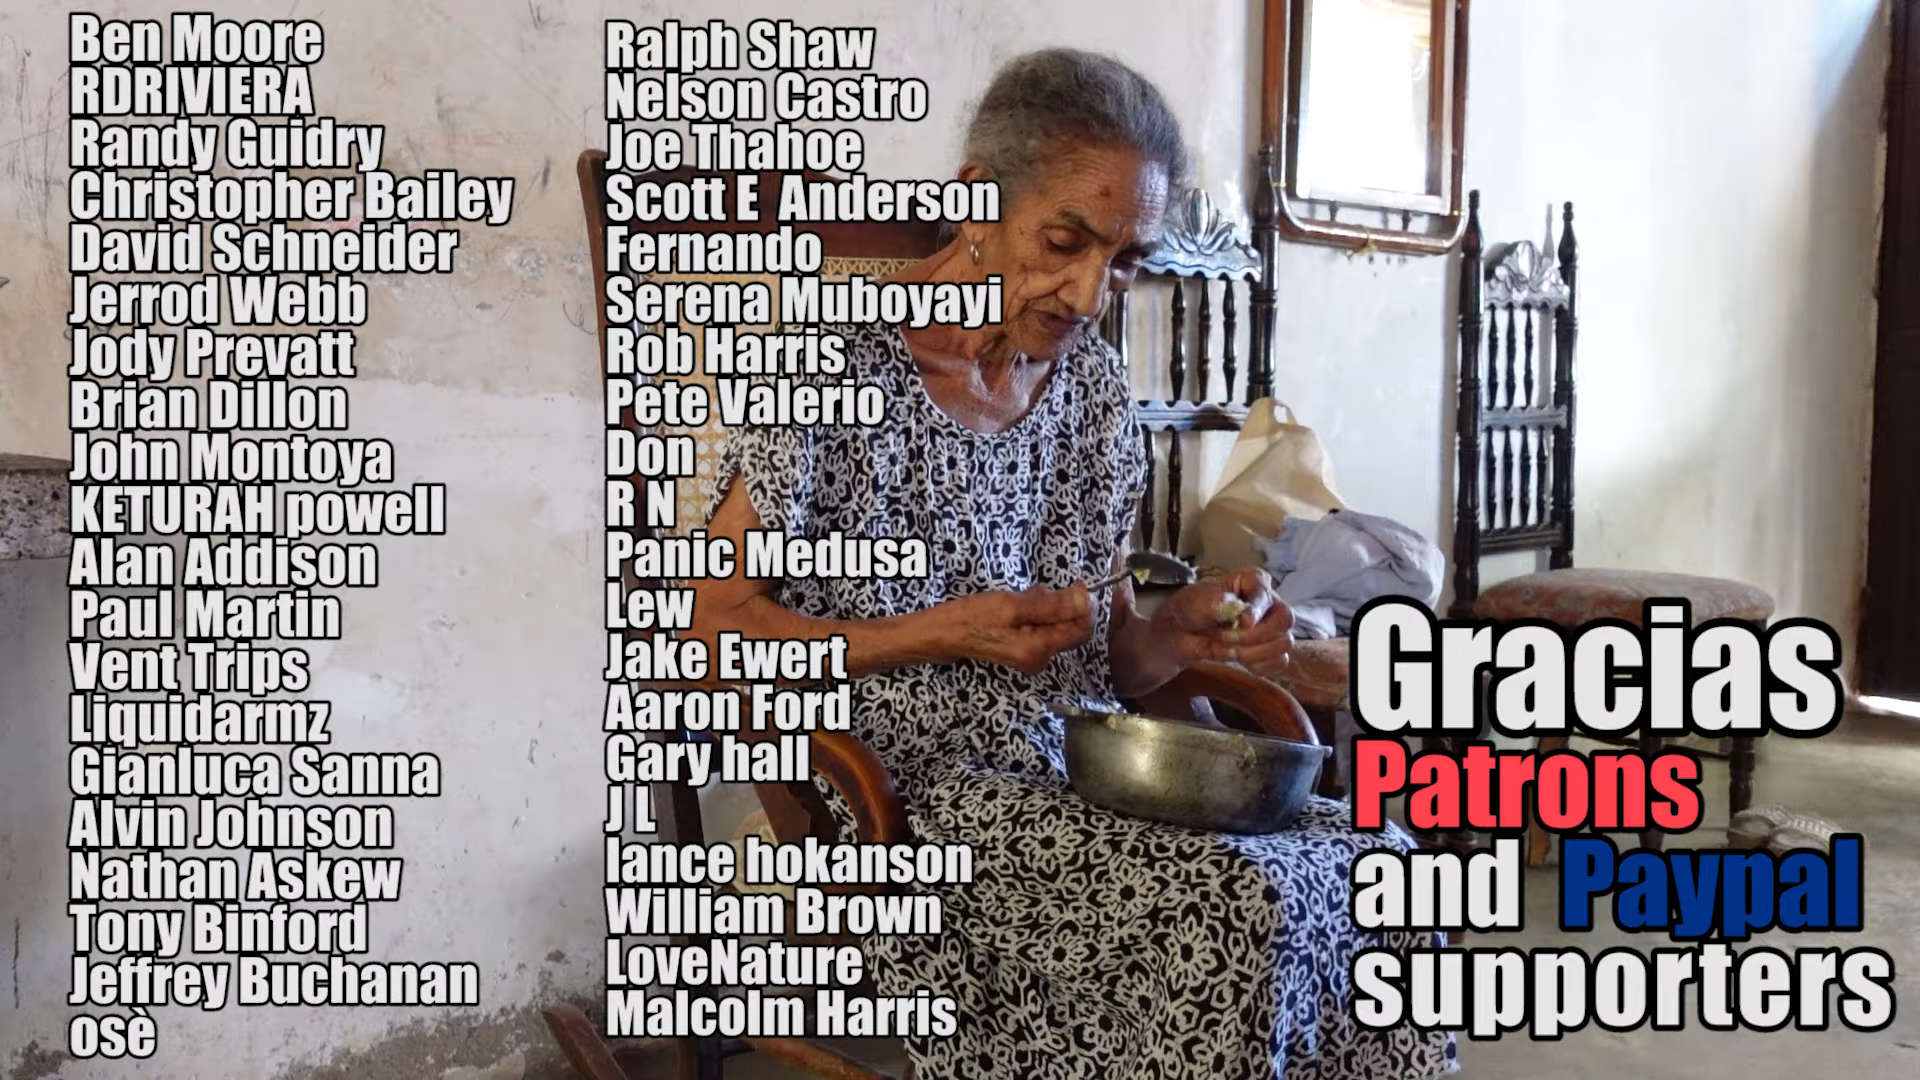 Ben Moore
RDRIVIERA
Randy Guidry
Christopher Bailey
David Schneider
Jerrod Webb
Jody Prevatt
Brian Dillon
John Montoya
KETURAH powell
Alan Addison
Paul Martin
Vent Trips
Liquidarmz
Gianluca Sanna
Alvin Johnson
Nathan Askew
Tony Binford
Jeffrey Buchanan
osè
Ralph Shaw
Nelson Castro
Joe Thahoe
Scott E Anderson
Fernando
Serena Muboyayi
Rob Harris
Pete Valerio
Don
R N
Panic Medusa
Lew
Jake Ewert
Aaron Ford
Gary hall
J L
lance hokanson
William Brown
LoveNature
Malcolm Harris
Gracias
Patrons
and Paypal
supporters